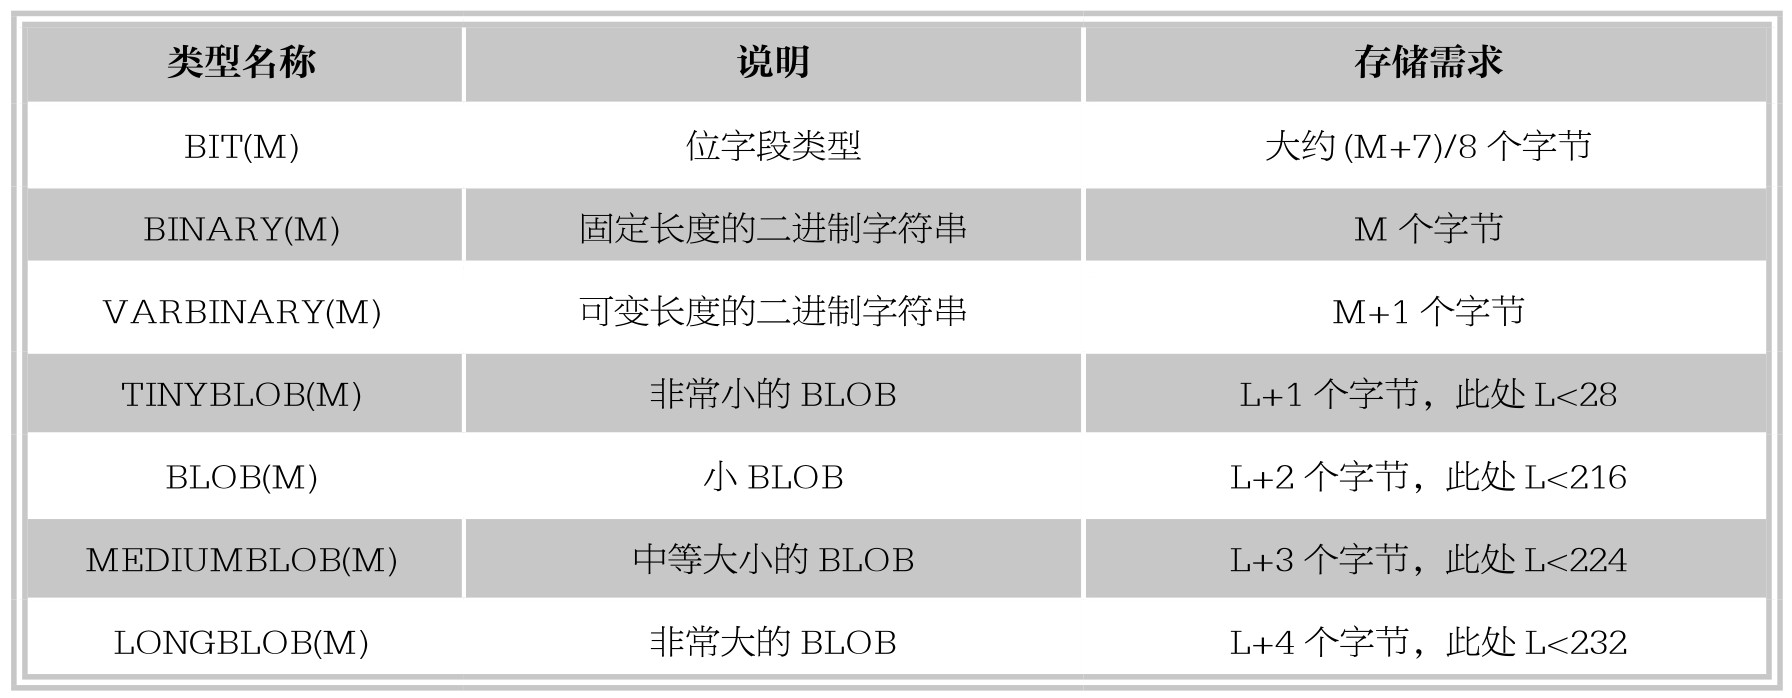 类型名称 说明 存储需求
BIT(M) 位字段类型 大约 (M+7)/8 个字节
BINARY(M) 固定长度的二进制字符串 M 个字节
VARBINARY(M) 可变长度的二进制字符串 M+1 个字节
TINYBLOB(M) 非常小的 BLOB L+1 个字节，此处 L<28
BLOB(M) 小 BLOB L+2 个字节，此处 L<216
MEDIUMBLOB(M) 中等大小的 BLOB L+3 个字节，此处 L<224
LONGBLOB(M) 非常大的 BLOB L+4 个字节，此处 L<232